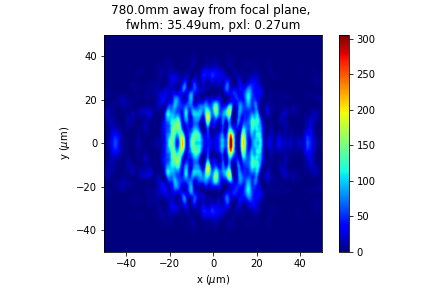 780.0mm away from focal plane,
fwhm: 35.49um, pxl: 0.27um
40
20
0
−20
−40
y (μm)
−40 −20 0 20 40
x (μm)
300
250
200
150
100
50
0